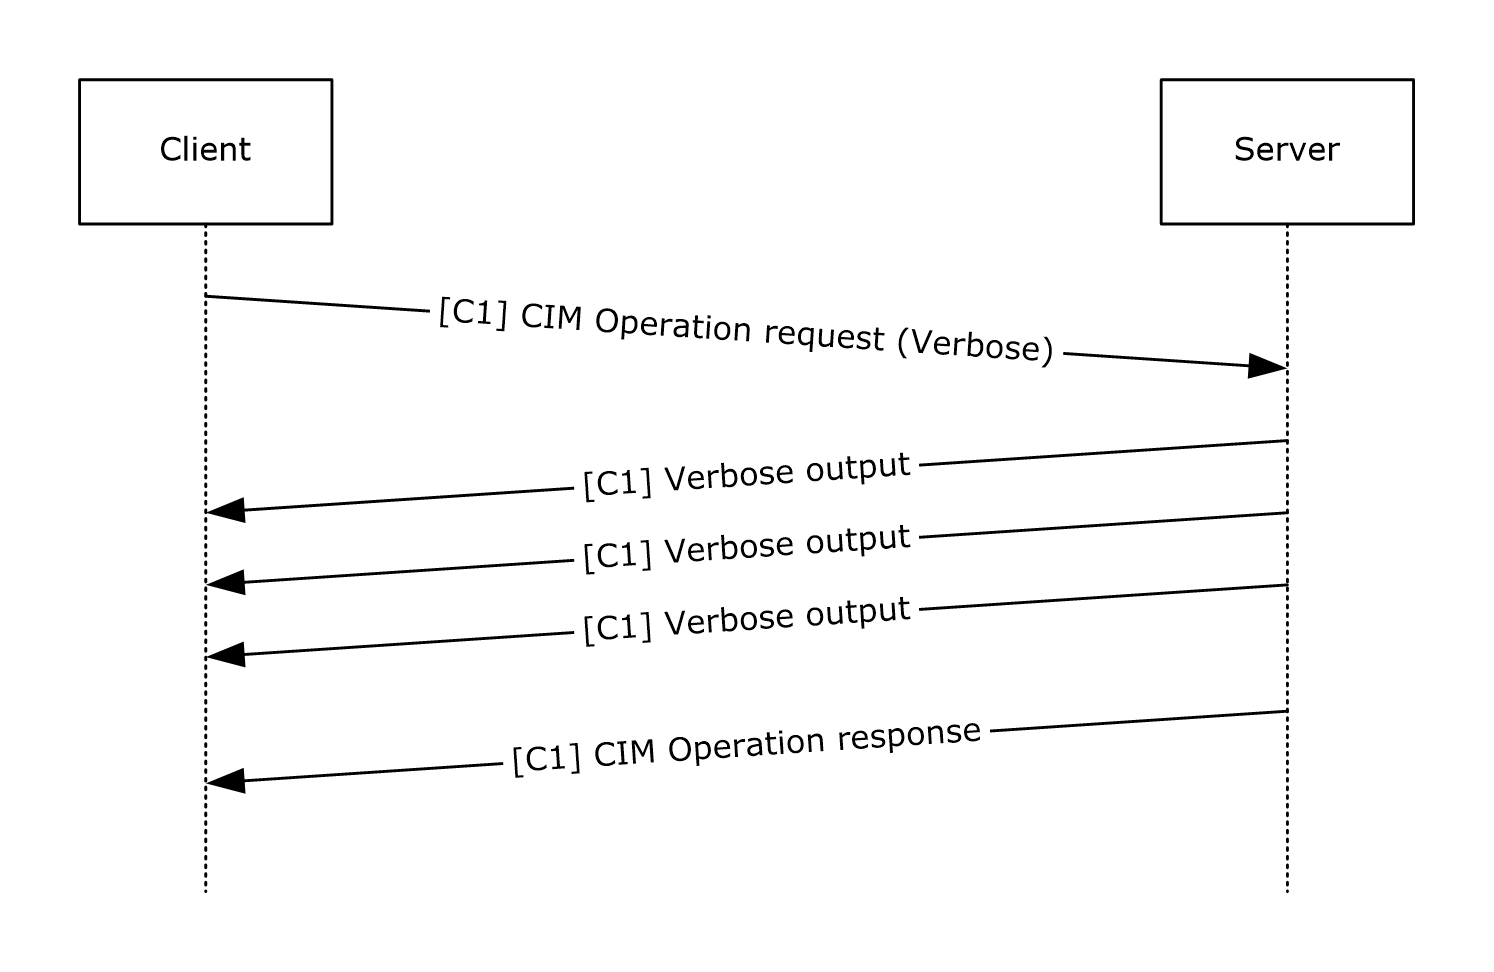 Client
Server
[C1] CIM Operation request (Verbose)
[C1] Verbose output
[C1] Verbose output
[C1] Verbose output
[C1] CIM Operation response